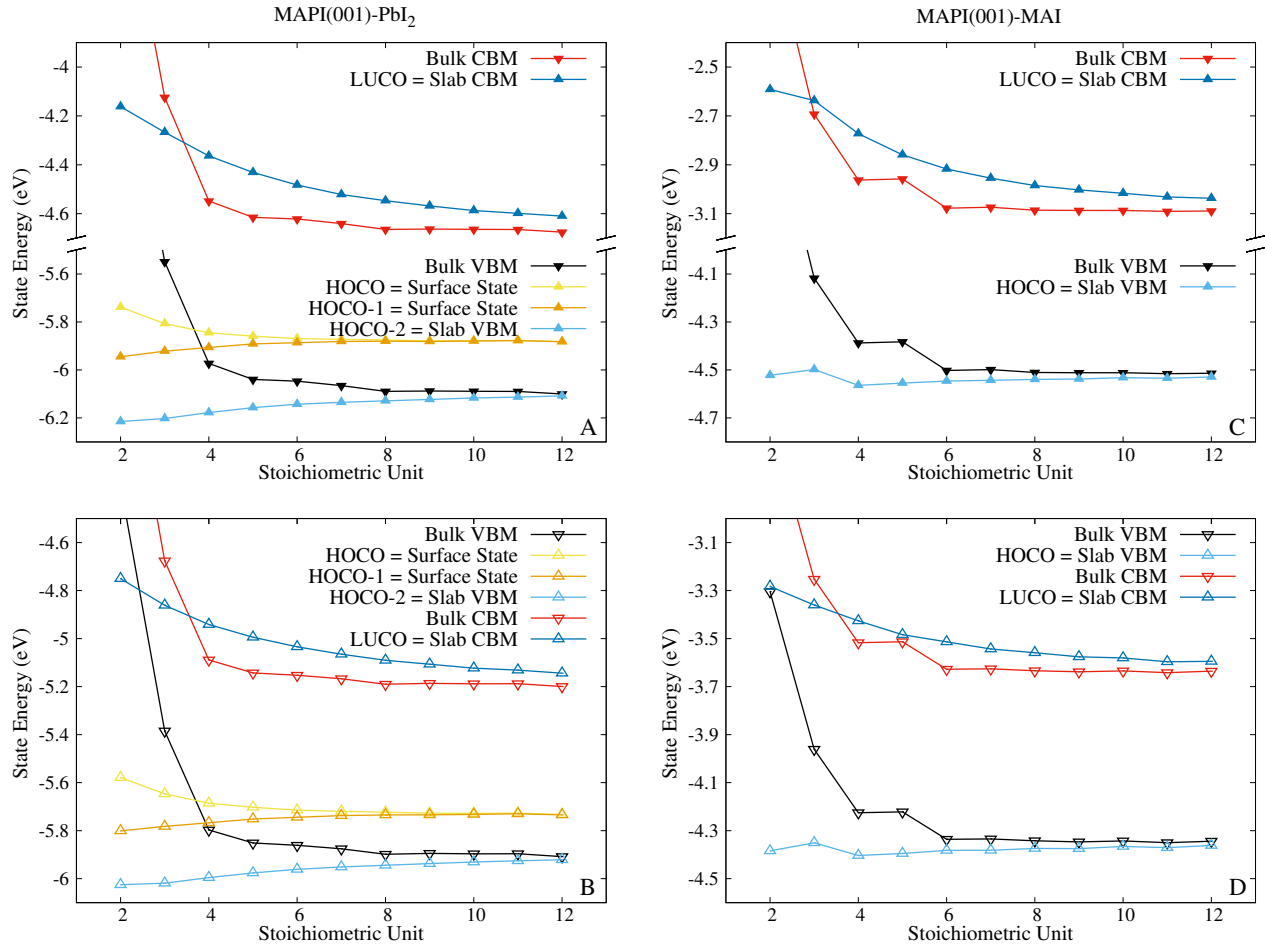 MAPI(001)-PbI2
MAPI(001)-MAI
Bulk CBM
LUCO = Slab CBM
Bulk VBM
HOCO = Surface State
HOCO-1 = Surface State
HOCO-2 = Slab VBM
-4
-4.2
-4.4
-4.6
-5.6
-5.8
-6
-6.2
State Energy (eV)
A
2 4 6 8 10 12
Stoichiometric Unit
Bulk CBM
LUCO = Slab CBM
Bulk VBM
HOCO = Slab VBM
-2.5
-2.7
-2.9
-3.1
-4.1
-4.3
-4.5
-4.7
State Energy (eV)
C
2 4 6 8 10 12
Stoichiometric Unit
Bulk VBM
HOCO = Surface State
HOCO-1 = Surface State
HOCO-2 = Slab VBM
Bulk CBM
LUCO = Slab CBM
-4.6
-4.8
-5
-5.2
-5.4
-5.6
-5.8
-6
State Energy (eV)
B
2 4 6 8 10 12
Stoichiometric Unit
Bulk VBM
HOCO = Slab VBM
Bulk CBM
LUCO = Slab CBM
-3.1
-3.3
-3.5
-3.7
-3.9
-4.1
-4.3
-4.5
State Energy (eV)
D
2 4 6 8 10 12
Stoichiometric Unit